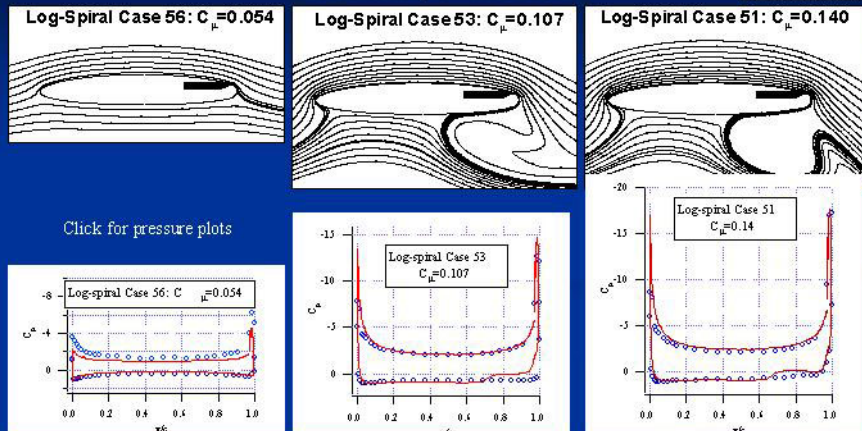 Log-Spiral Case 56: Cμ=0.054
Log-Spiral Case 53: Cμ=0.107
Log-Spiral Case 51: Cμ=0.140
Click for pressure plots
Log-spiral Case 56: C μ=0.054
-8
-4
0
Cp
0.0 0.2 0.4 0.6 0.8 1.0
Log-spiral Case 53
Cμ=0.107
-15
-10
-5
0
Cp
0.0 0.2 0.4 0.6 0.8 1.0
Log-spiral Case 51
Cμ=0.14
-20
-15
-10
-5
0
Cp
0.0 0.2 0.4 0.6 0.8 1.0